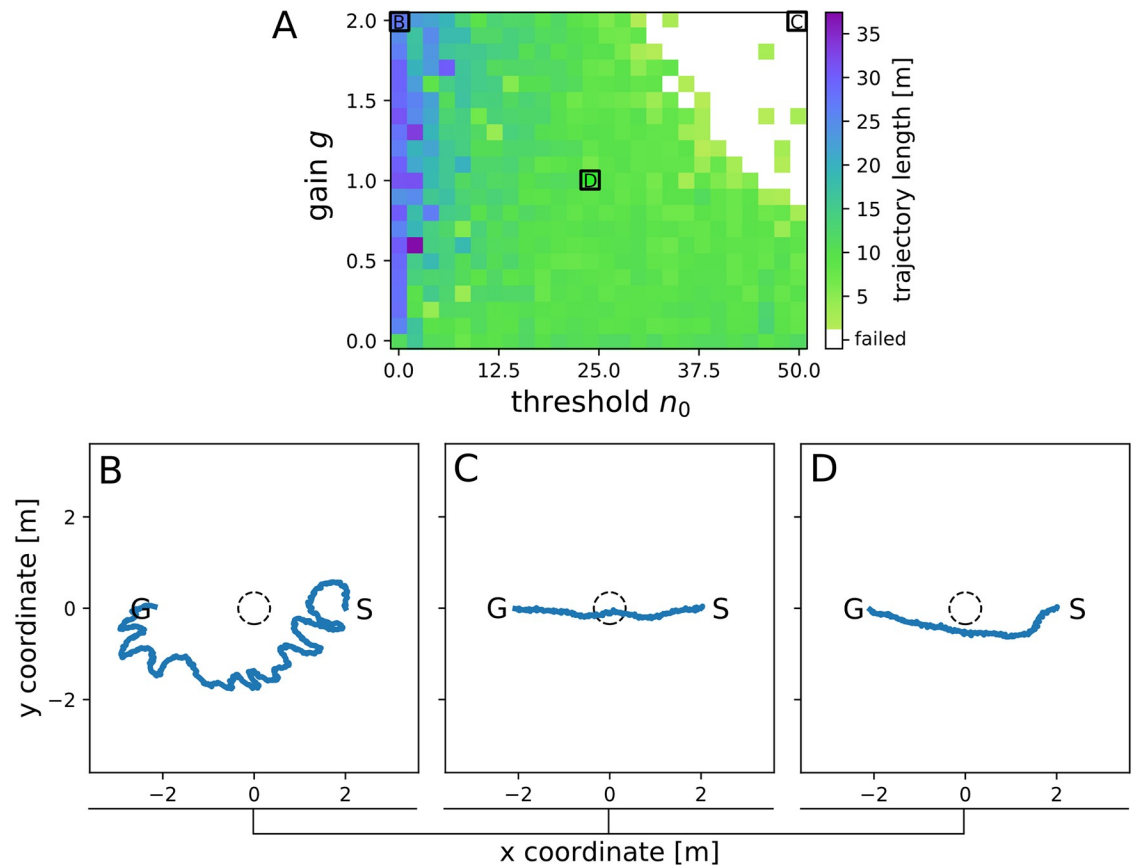 A
B
C
D
2.0
1.5
1.0
0.5
0.0
gain g
0.0 12.5 25.0 37.5 50.0
threshold n₀
35
30
25
20
15
10
5
failed
trajectory length [m]
B
C
D
2
0
−2
y coordinate [m]
G S
G S
G S
−2 0 2
−2 0 2
−2 0 2
x coordinate [m]